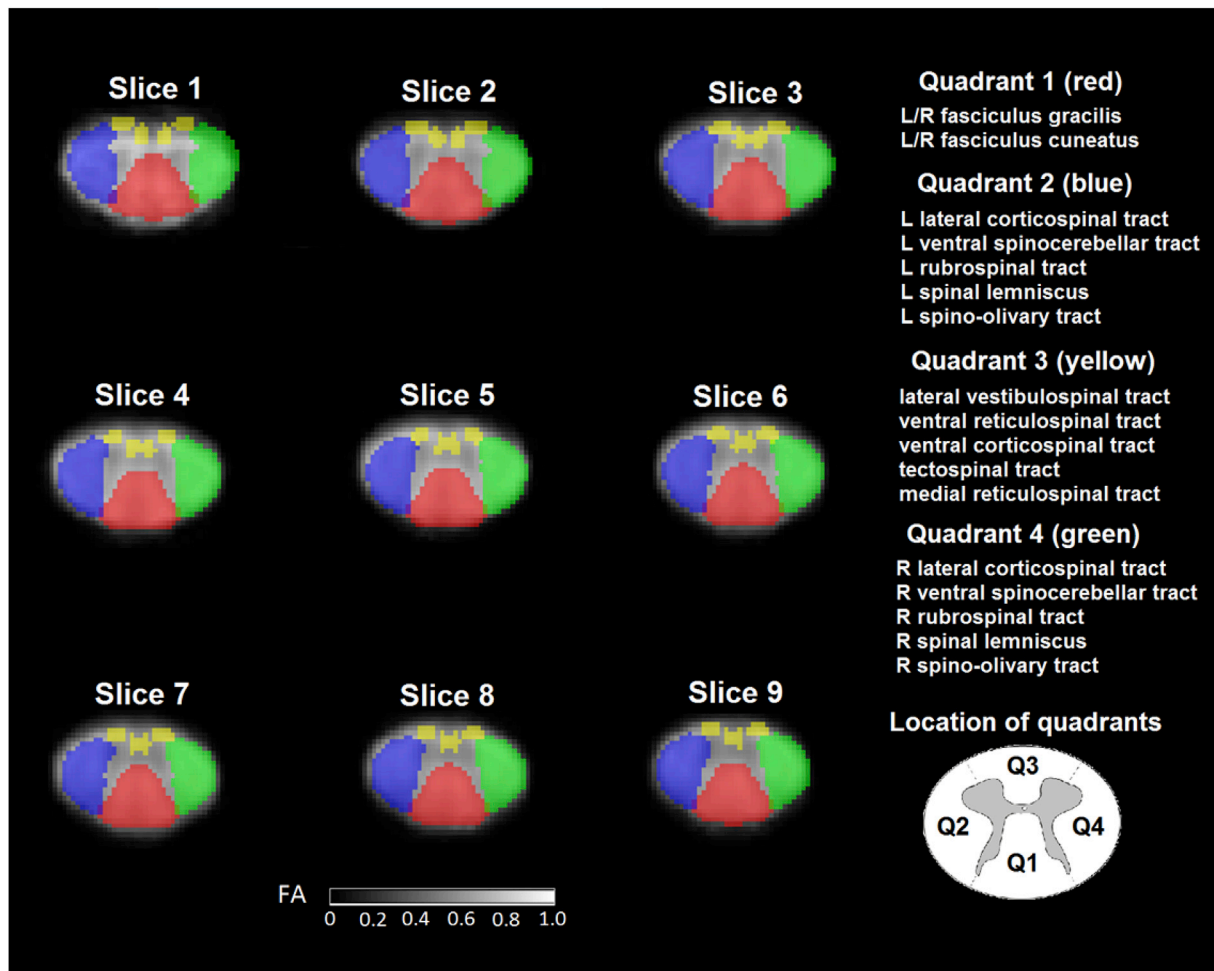 Slice 1
Slice 2
Slice 3
Slice 4
Slice 5
Slice 6
Slice 7
Slice 8
Slice 9
FA
0 0.2 0.4 0.6 0.8 1.0
Quadrant 1 (red)
L/R fasciculus gracilis
L/R fasciculus cuneatus
Quadrant 2 (blue)
L lateral corticospinal tract
L ventral spinocerebellar tract
L rubrospinal tract
L spinal lemniscus
L spino-olivary tract
Quadrant 3 (yellow)
lateral vestibulospinal tract
ventral reticulospinal tract
ventral corticospinal tract
tectospinal tract
medial reticulospinal tract
Quadrant 4 (green)
R lateral corticospinal tract
R ventral spinocerebellar tract
R rubrospinal tract
R spinal lemniscus
R spino-olivary tract
Location of quadrants
Q3
Q2
Q4
Q1